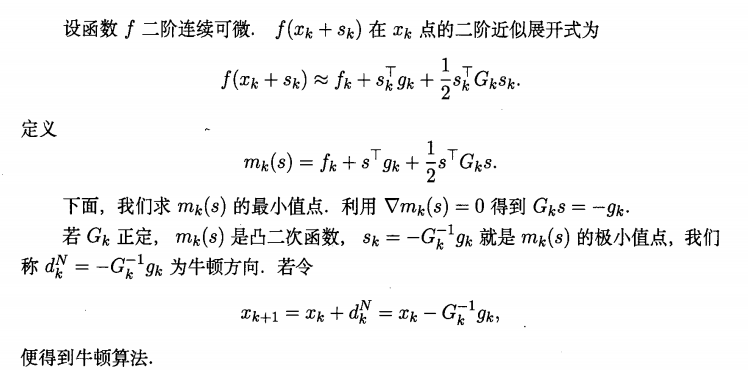 设函数 f 二阶连续可微. f(x_k + s_k) 在 x_k 点的二阶近似展开式为
f(x_k + s_k) ≈ f_k + s_k^⊤ g_k + \frac{1}{2} s_k^⊤ G_k s_k.
定义
m_k(s) = f_k + s^⊤ g_k + \frac{1}{2} s^⊤ G_k s.
下面, 我们求 m_k(s) 的最小值点. 利用 ∇m_k(s) = 0 得到 G_k s = −g_k.
若 G_k 正定, m_k(s) 是凸二次函数, s_k = −G_k^{-1} g_k 就是 m_k(s) 的极小值点, 我们
称 d_k^N = −G_k^{-1} g_k 为牛顿方向. 若令
x_{k+1} = x_k + d_k^N = x_k − G_k^{-1} g_k,
便得到牛顿算法.